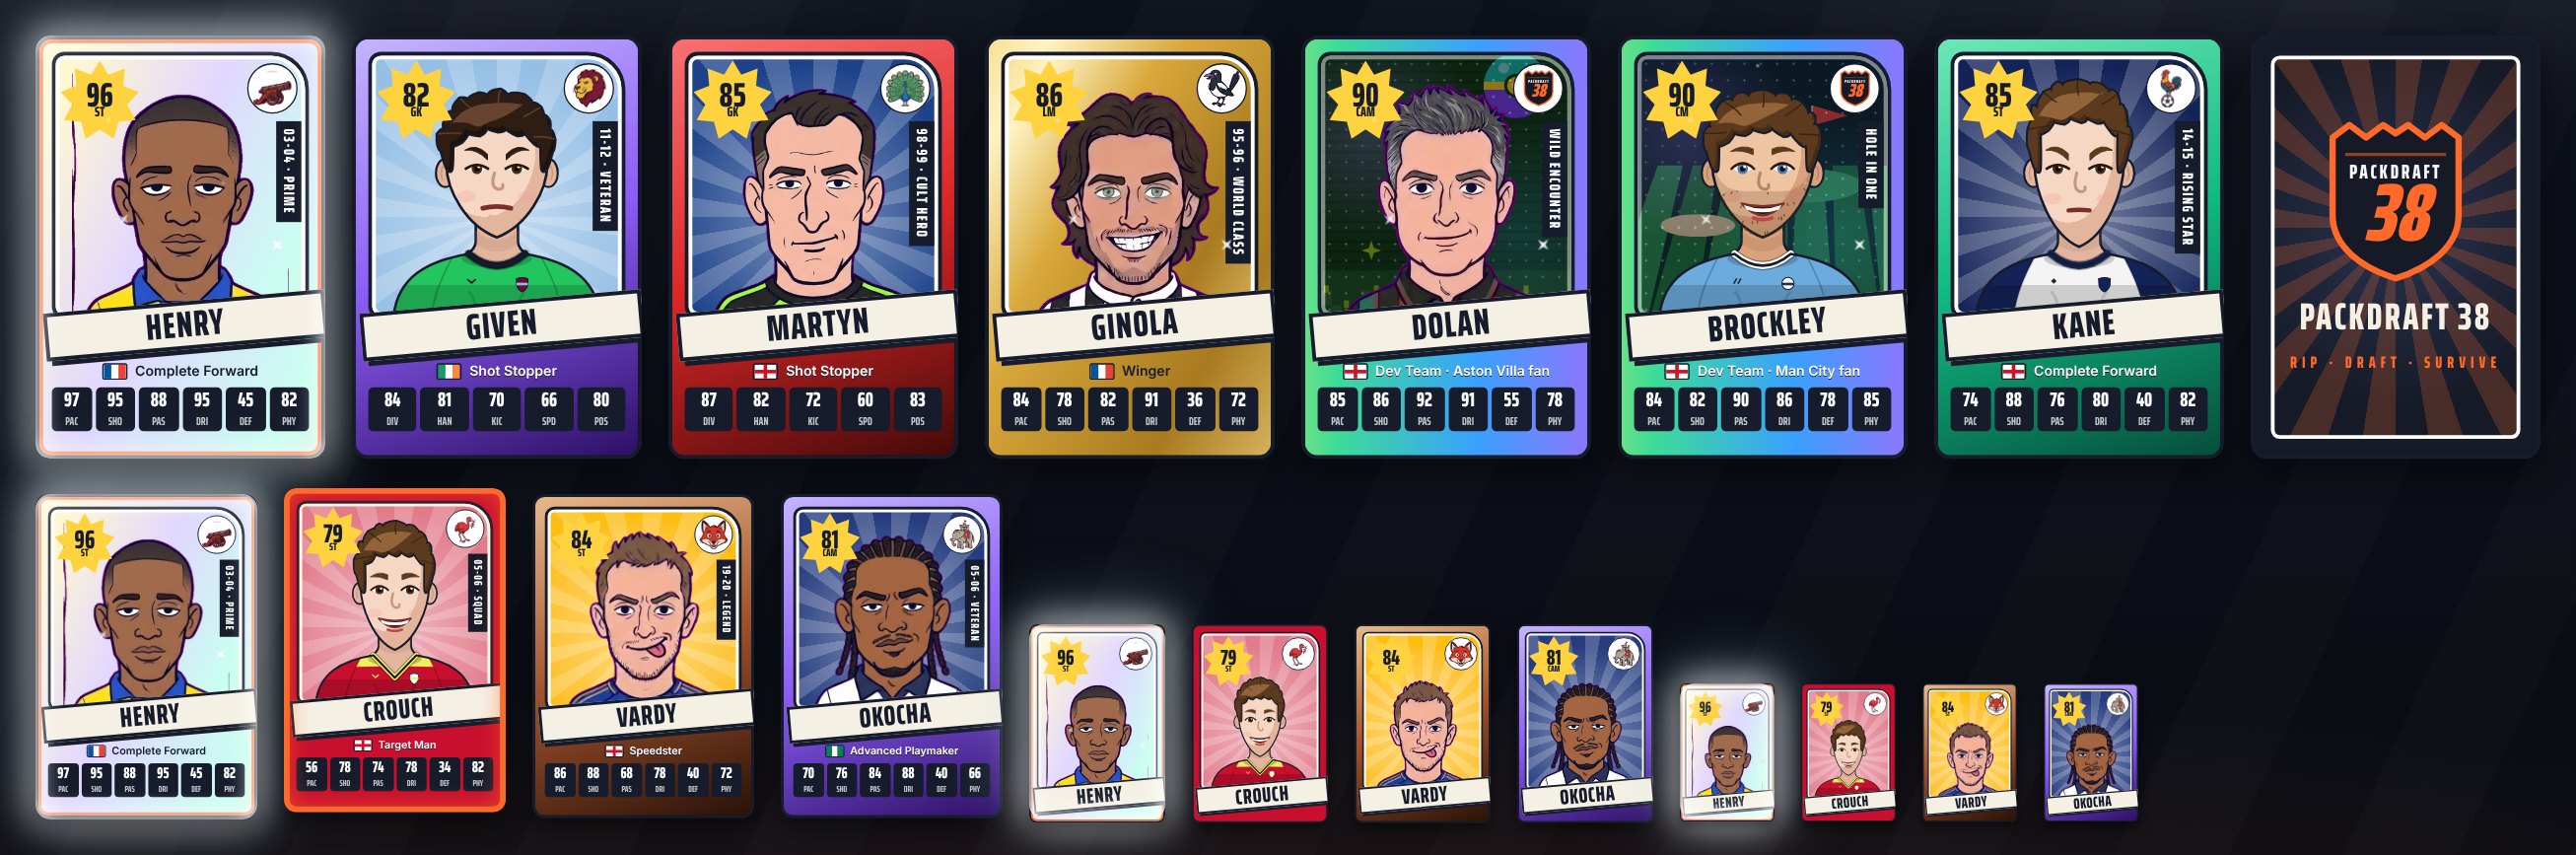 96
ST
03-04 · PRIME
HENRY
Complete Forward
97 95 88 95 45 82
PAC SHO PAS DRI DEF PHY
82
GK
11-12 · VETERAN
GIVEN
Shot Stopper
84 81 70 66 80
DIV HAN KIC SPD POS
85
GK
98-99 · CULT HERO
MARTYN
Shot Stopper
87 82 72 60 83
DIV HAN KIC SPD POS
86
LM
95-96 · WORLD CLASS
GINOLA
Winger
84 78 82 91 36 72
PAC SHO PAS DRI DEF PHY
90
CAM
PACKDRAFT
38
WILD ENCOUNTER
DOLAN
Dev Team · Aston Villa fan
85 86 92 91 55 78
PAC SHO PAS DRI DEF PHY
90
CM
PACKDRAFT
38
HOLE IN ONE
BROCKLEY
Dev Team · Man City fan
84 82 90 86 78 85
PAC SHO PAS DRI DEF PHY
85
ST
14-15 · RISING STAR
KANE
Complete Forward
74 88 76 80 40 82
PAC SHO PAS DRI DEF PHY
PACKDRAFT
38
PACKDRAFT 38
RIP · DRAFT · SURVIVE
96
ST
03-04 · PRIME
HENRY
Complete Forward
97 95 88 95 45 82
PAC SHO PAS DRI DEF PHY
79
ST
05-06 · SQUAD
CROUCH
Target Man
56 78 74 78 34 82
PAC SHO PAS DRI DEF PHY
84
ST
19-20 · LEGEND
VARDY
Speedster
86 88 68 78 40 72
PAC SHO PAS DRI DEF PHY
81
CAM
05-06 · VETERAN
OKOCHA
Advanced Playmaker
70 76 84 88 40 66
PAC SHO PAS DRI DEF PHY
96
ST
HENRY
79
ST
CROUCH
84
ST
VARDY
81
CAM
OKOCHA
96
HENRY
79
CROUCH
84
VARDY
81
OKOCHA